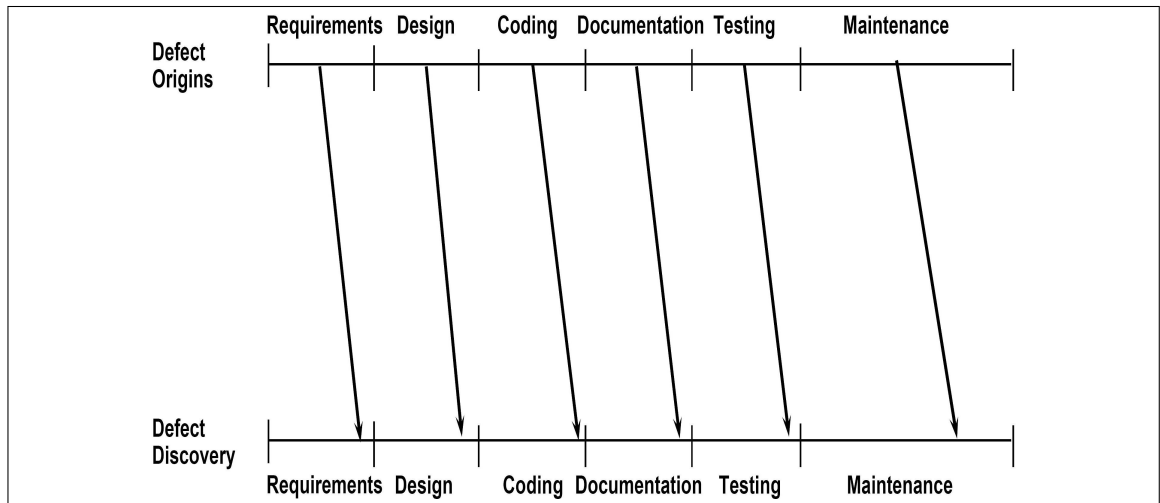 Requirements Design Coding Documentation Testing Maintenance
Defect
Origins
Defect
Discovery
Requirements Design Coding Documentation Testing Maintenance